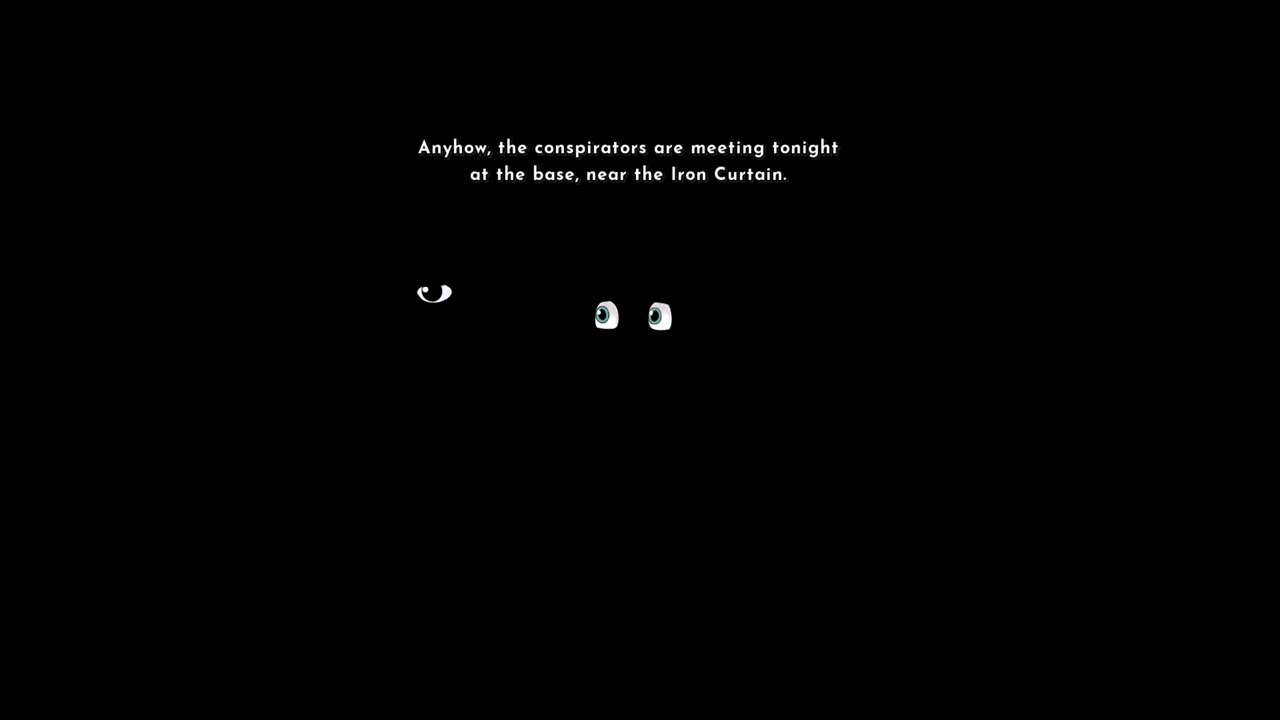 Anyhow, the conspirators are meeting tonight
at the base, near the Iron Curtain.